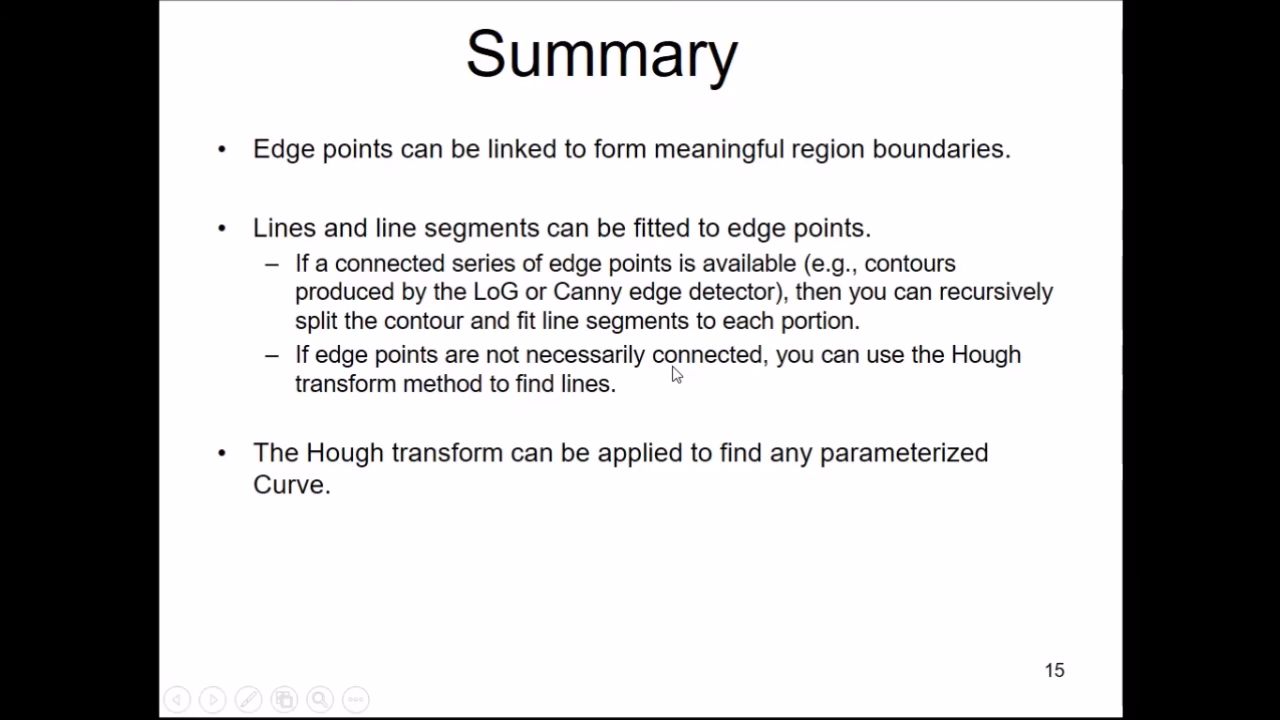 Summary
• Edge points can be linked to form meaningful region boundaries.
• Lines and line segments can be fitted to edge points.
– If a connected series of edge points is available (e.g., contours
produced by the LoG or Canny edge detector), then you can recursively
split the contour and fit line segments to each portion.
– If edge points are not necessarily connected, you can use the Hough
transform method to find lines.
• The Hough transform can be applied to find any parameterized
Curve.
15